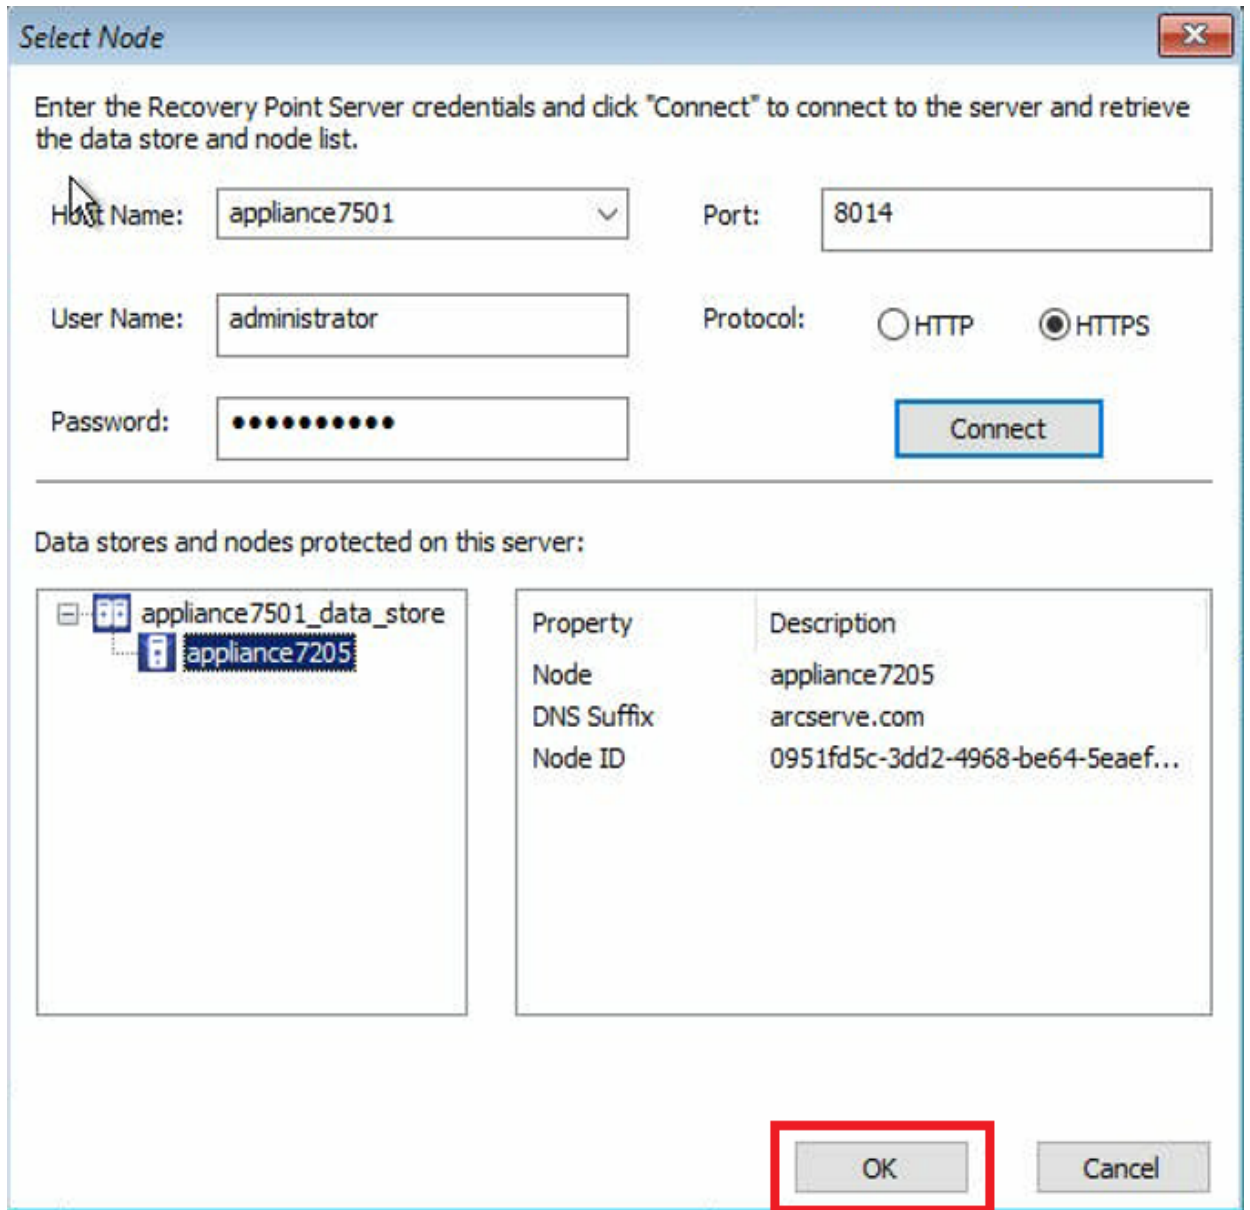 Select Node
Enter the Recovery Point Server credentials and click "Connect" to connect to the server and retrieve
the data store and node list.
Host Name: appliance7501 Port: 8014
User Name: administrator Protocol: HTTP HTTPS
Password: •••••••••• Connect
Data stores and nodes protected on this server:
appliance7501_data_store
appliance7205
Property Description
Node appliance7205
DNS Suffix arcserve.com
Node ID 0951fd5c-3dd2-4968-be64-5eaef...
OK Cancel